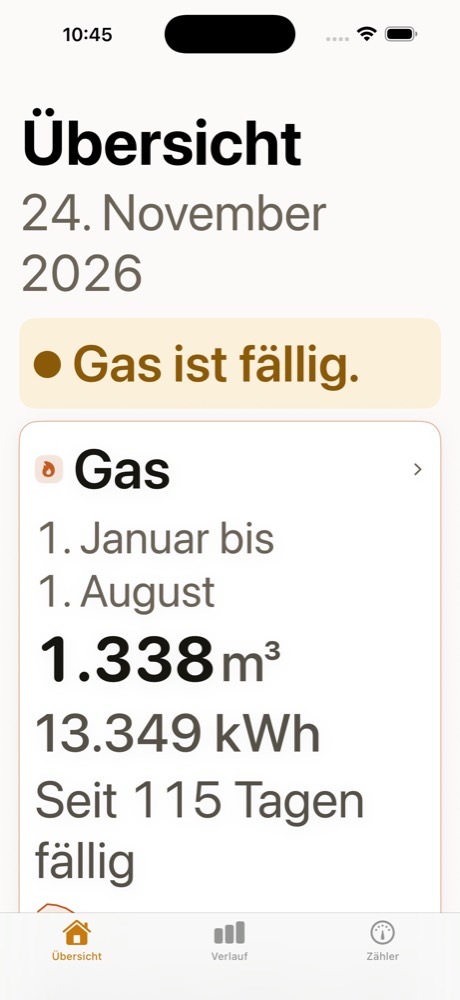 10:45
Übersicht
24. November
2026
Gas ist fällig.
Gas
1. Januar bis
1. August
1.338 m³
13.349 kWh
Seit 115 Tagen
fällig
Übersicht
Verlauf
Zähler